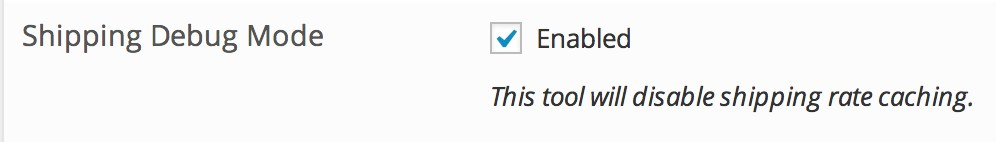 Shipping Debug Mode
Enabled
This tool will disable shipping rate caching.